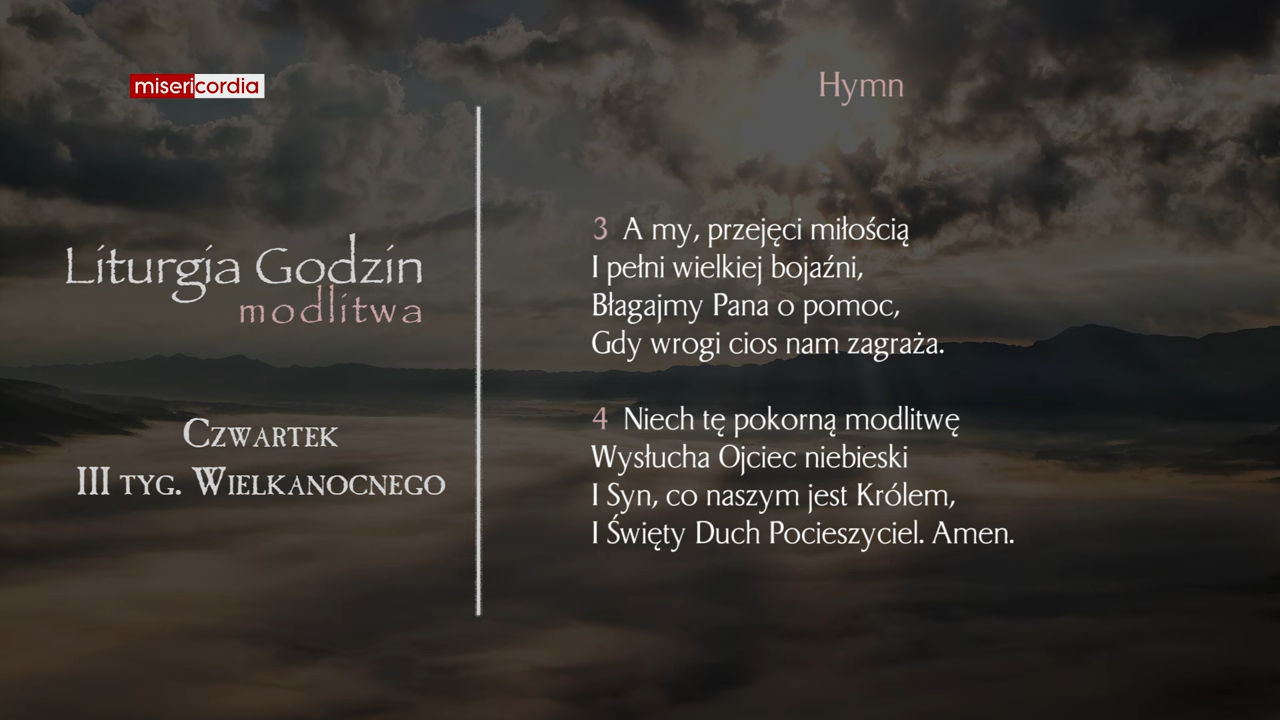 misericordia
Liturgia Godzin
modlitwa
Czwartek
III tyg. Wielkanocnego
Hymn
3 A my, przejęci miłością
I pełni wielkiej bojaźni,
Błagajmy Pana o pomoc,
Gdy wrogi cios nam zagraża.
4 Niech tę pokorną modlitwę
Wysłucha Ojciec niebieski
I Syn, co naszym jest Królem,
I Święty Duch Pocieszyciel. Amen.